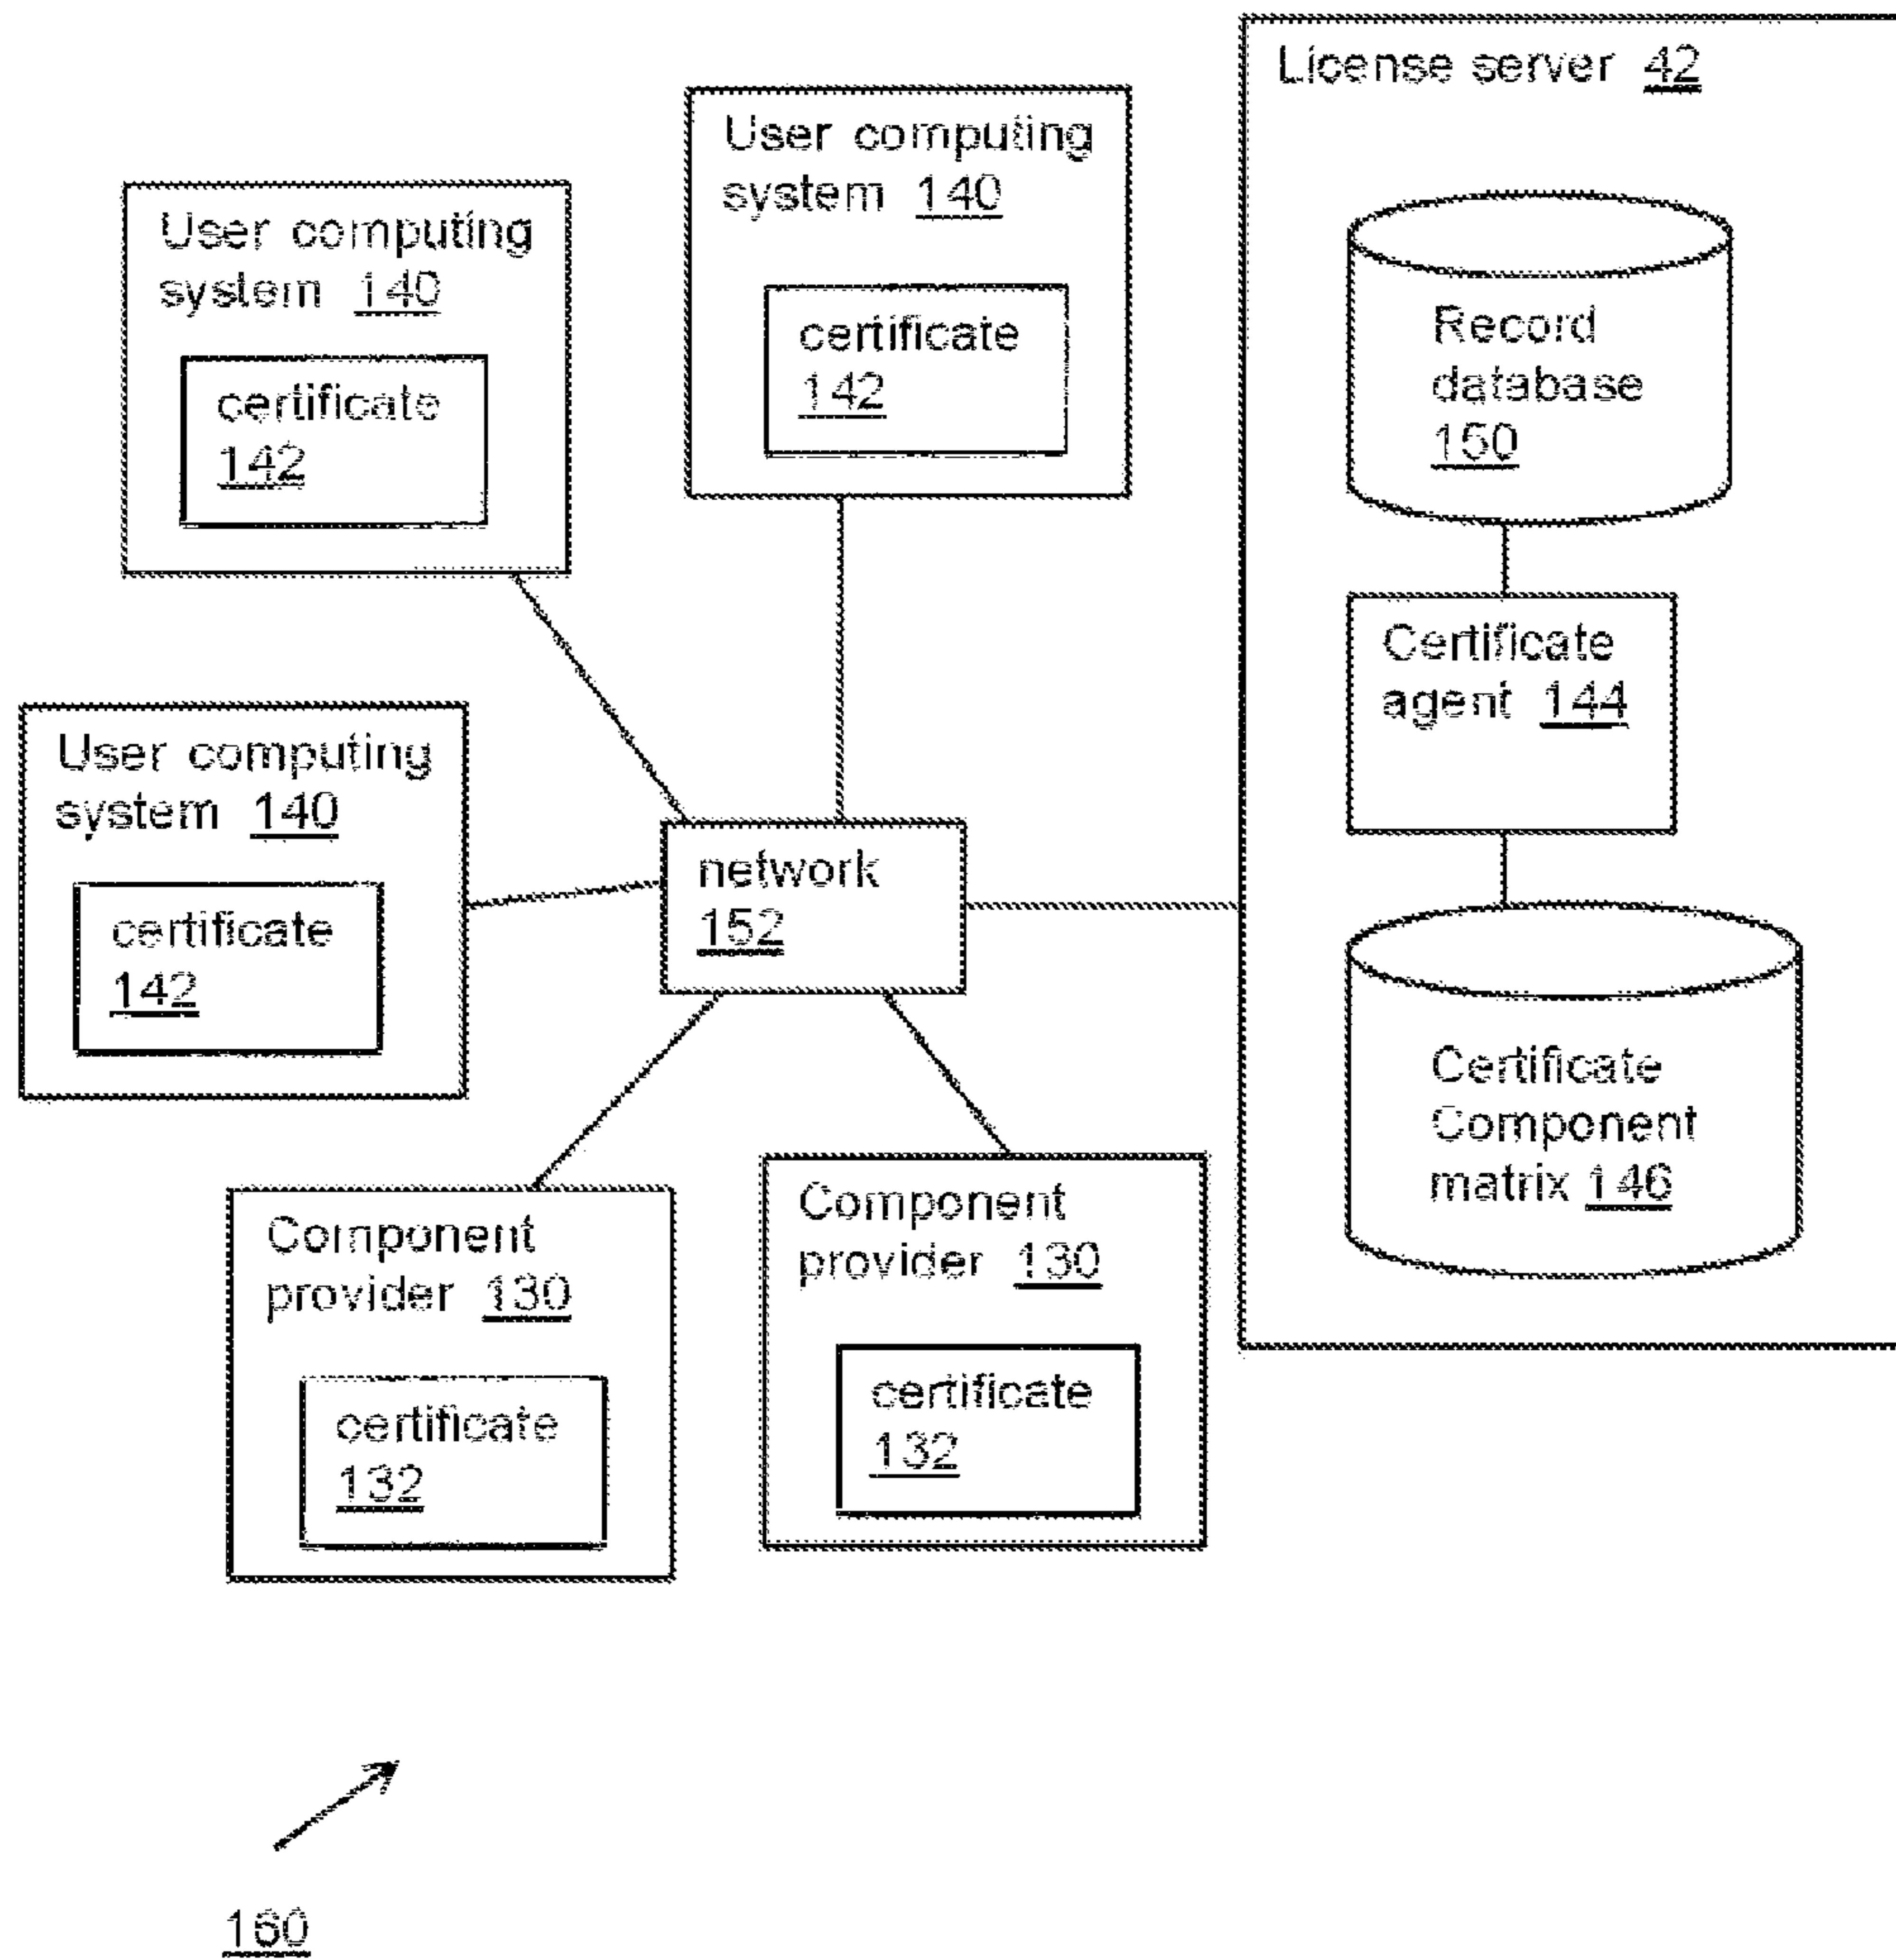 License server 42
User computing
system 140
certificate
142
User computing
system 140
certificate
142
Record
database
150
Certificate
agent 144
User computing
system 140
certificate
142
network
152
Certificate
Component
matrix 146
Component
provider 130
certificate
132
Component
provider 130
certificate
132
160